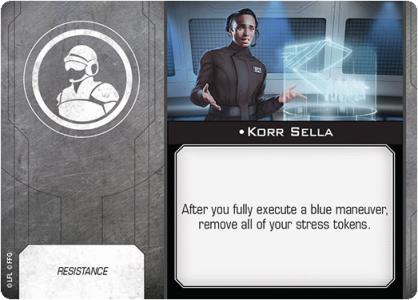 • Korr Sella
After you fully execute a blue maneuver,
remove all of your stress tokens.
RESISTANCE
© LFL © FFG